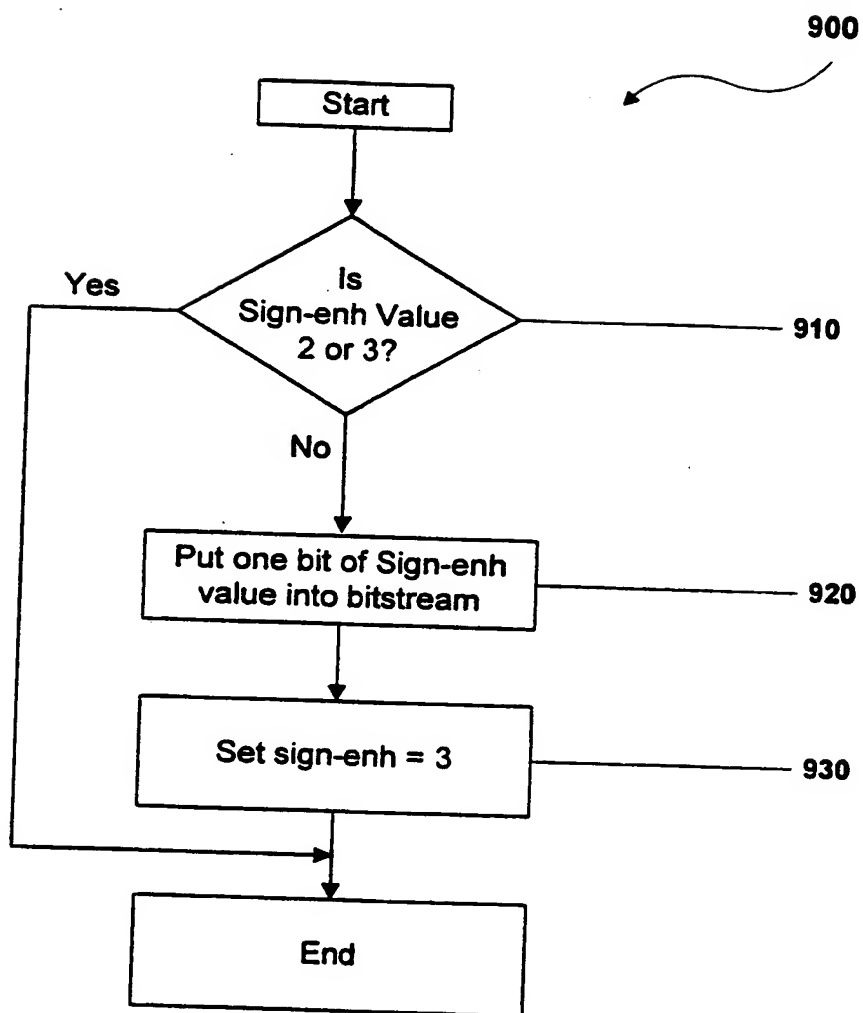 900
Start
Is
Sign-enh Value
2 or 3?
Yes
910
No
Put one bit of Sign-enh
value into bitstream
920
Set sign-enh = 3
930
End